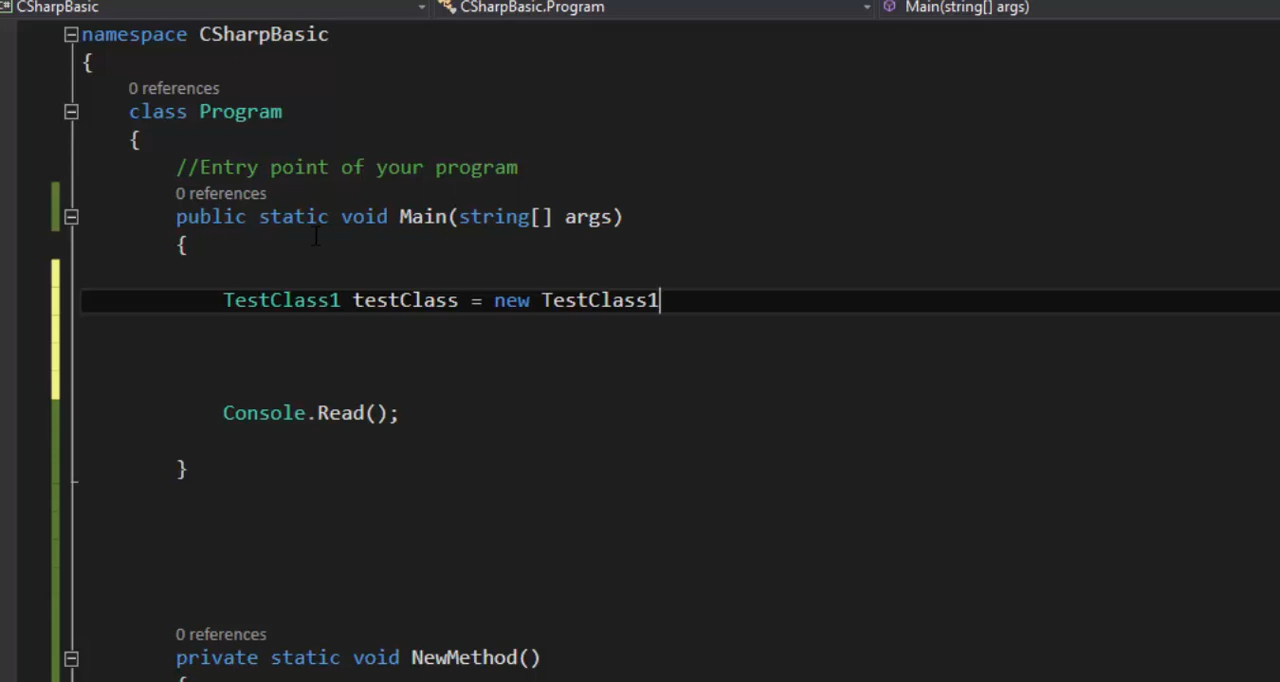 CSharpBasic CSharpBasic.Program Main(string[] args)
namespace CSharpBasic
{
0 references
class Program
{
//Entry point of your program
0 references
public static void Main(string[] args)
{
TestClass1 testClass = new TestClass1
Console.Read();
}
0 references
private static void NewMethod()
{